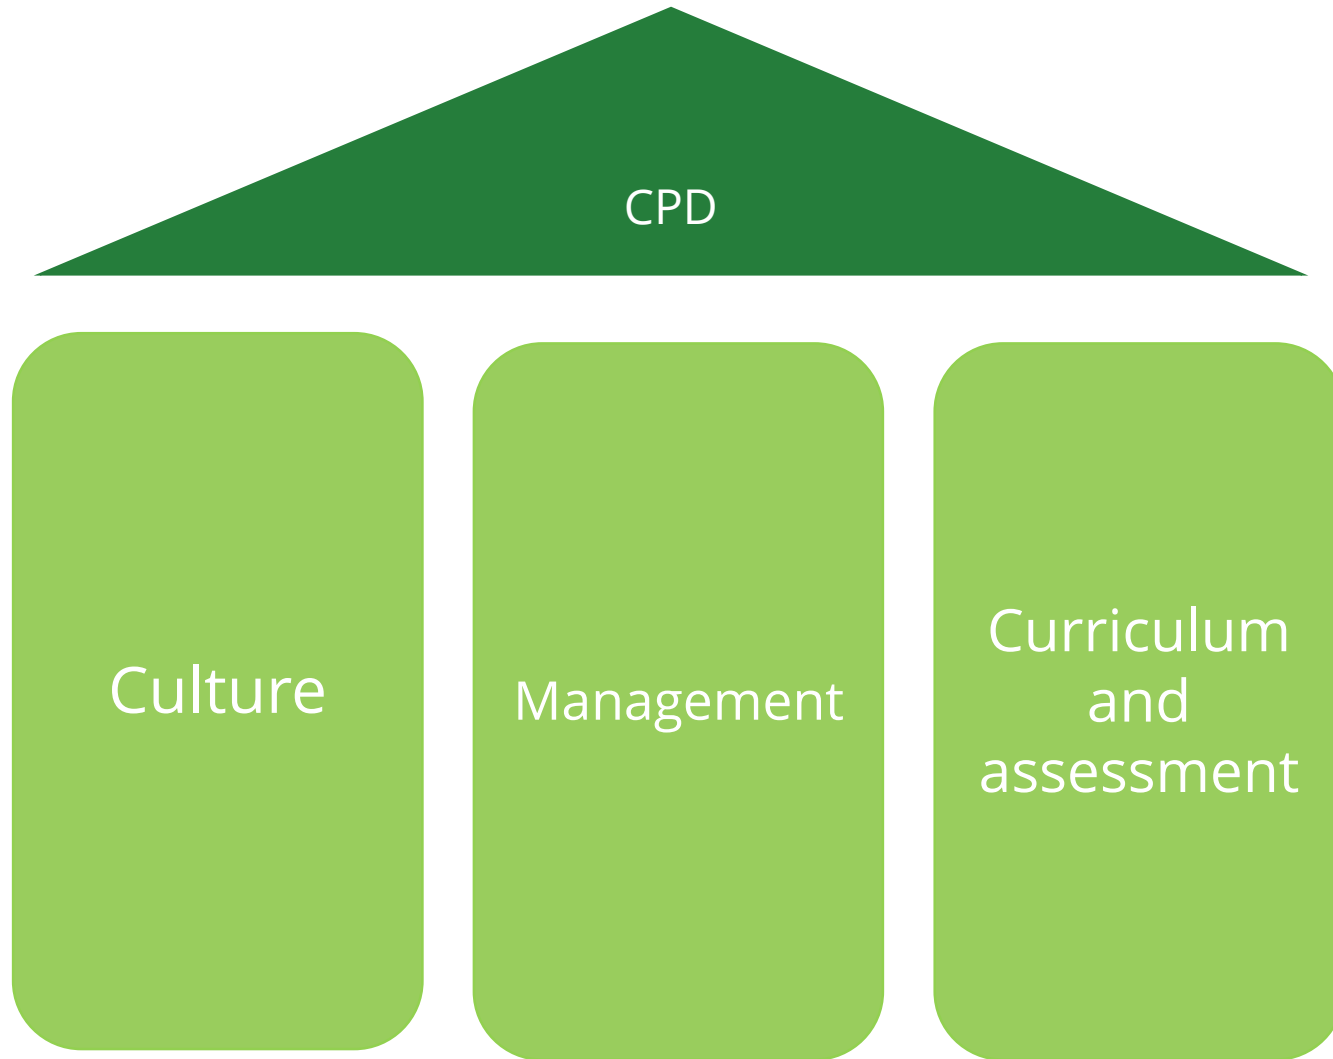 CPD
Culture
Management
Curriculum
and
assessment